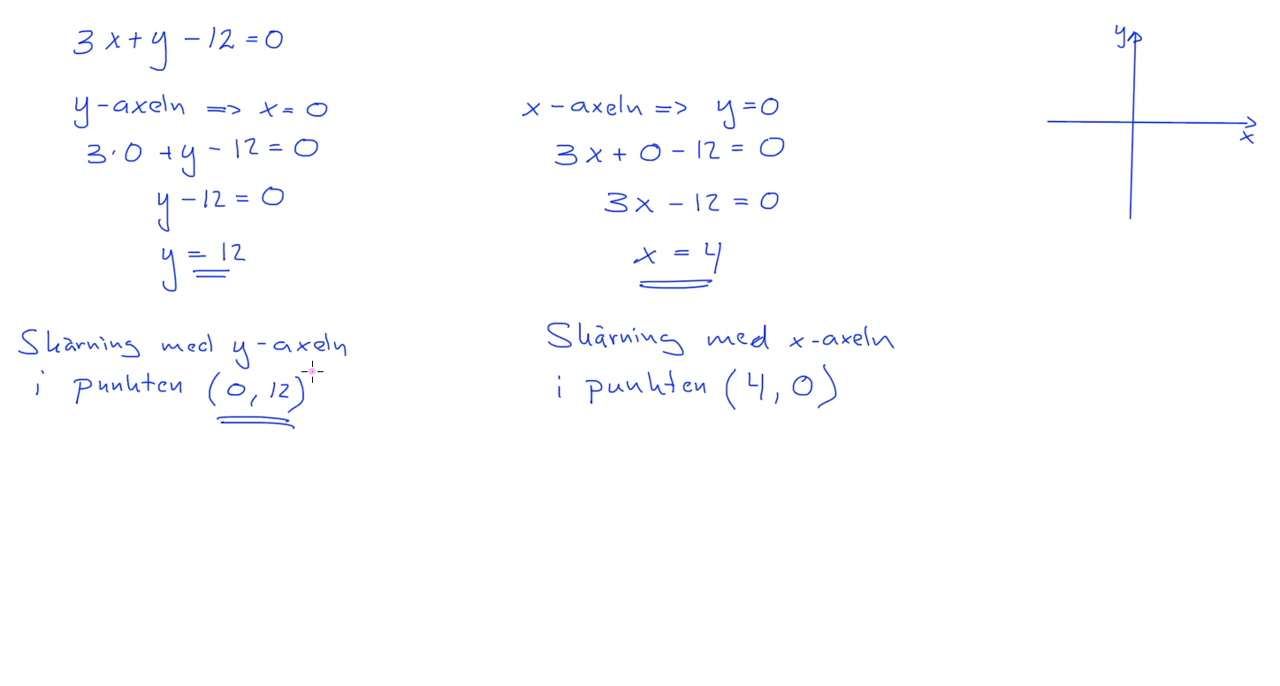 3x+y-12=0
y-axeln => x=0
3·0+y-12=0
y-12=0
y=12
Skärning med y-axeln
i punkten (0,12)
x-axeln => y=0
3x+0-12=0
3x-12=0
x=4
Skärning med x-axeln
i punkten (4,0)
y
x